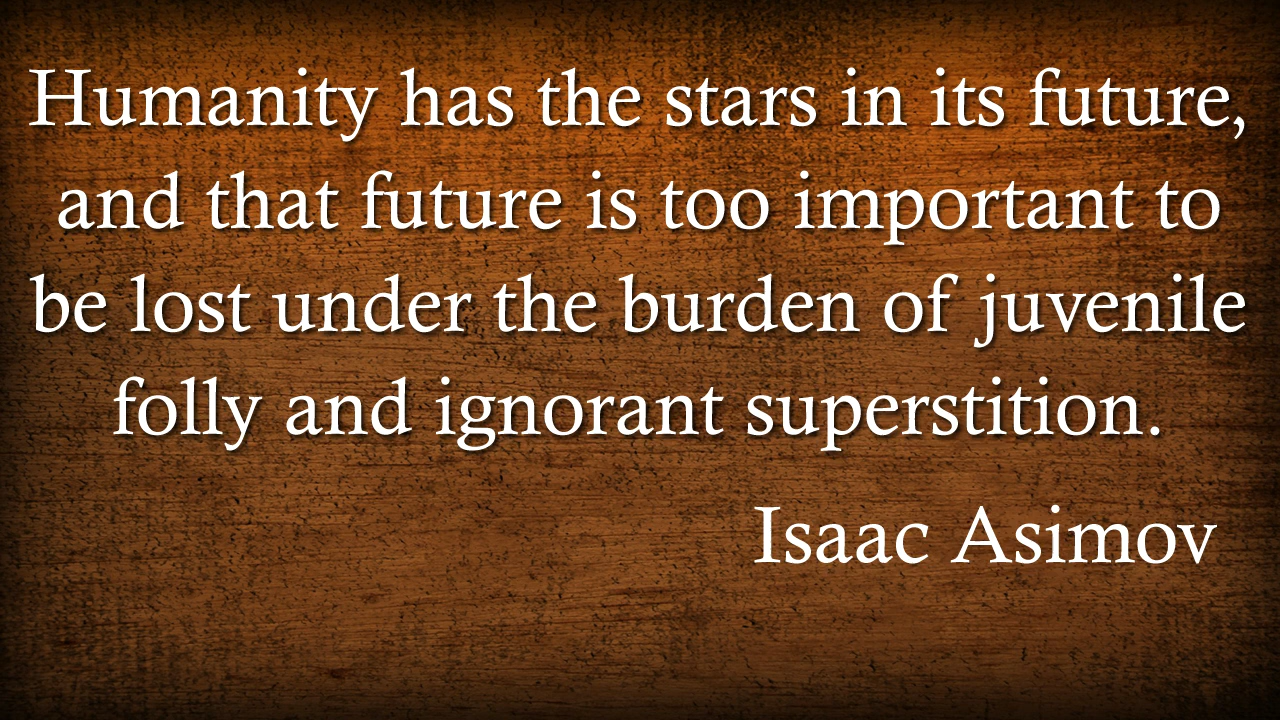 Humanity has the stars in its future,
and that future is too important to
be lost under the burden of juvenile
folly and ignorant superstition.
Isaac Asimov